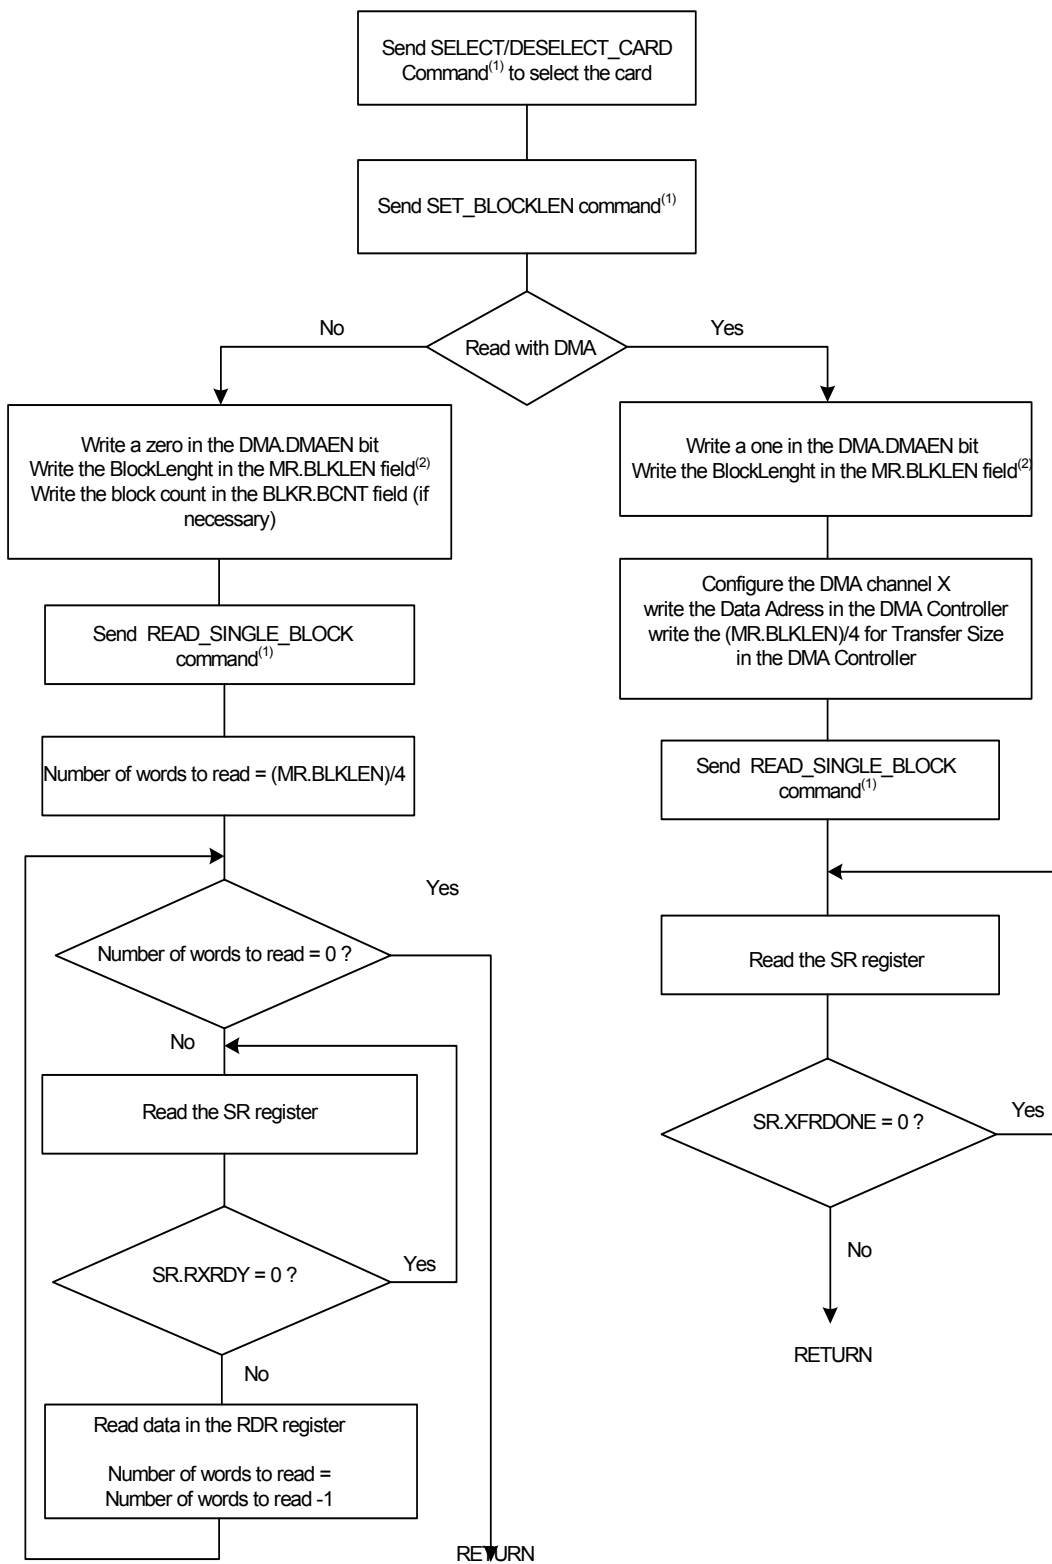 Send SELECT/DESELECT_CARD
Command(1) to select the card
Send SET_BLOCKLEN command(1)
No
Yes
Read with DMA
Write a zero in the DMA.DMAEN bit
Write the BlockLenght in the MR.BLKLEN field(2)
Write the block count in the BLKR.BCNT field (if
necessary)
Send READ_SINGLE_BLOCK
command(1)
Number of words to read = (MR.BLKLEN)/4
Yes
Number of words to read = 0 ?
No
Read the SR register
SR.RXRDY = 0 ?
Yes
No
Read data in the RDR register
Number of words to read =
Number of words to read -1
RETURN
Write a one in the DMA.DMAEN bit
Write the BlockLenght in the MR.BLKLEN field(2)
Configure the DMA channel X
write the Data Adress in the DMA Controller
write the (MR.BLKLEN)/4 for Transfer Size
in the DMA Controller
Send READ_SINGLE_BLOCK
command(1)
Read the SR register
SR.XFRDONE = 0 ?
Yes
No
RETURN